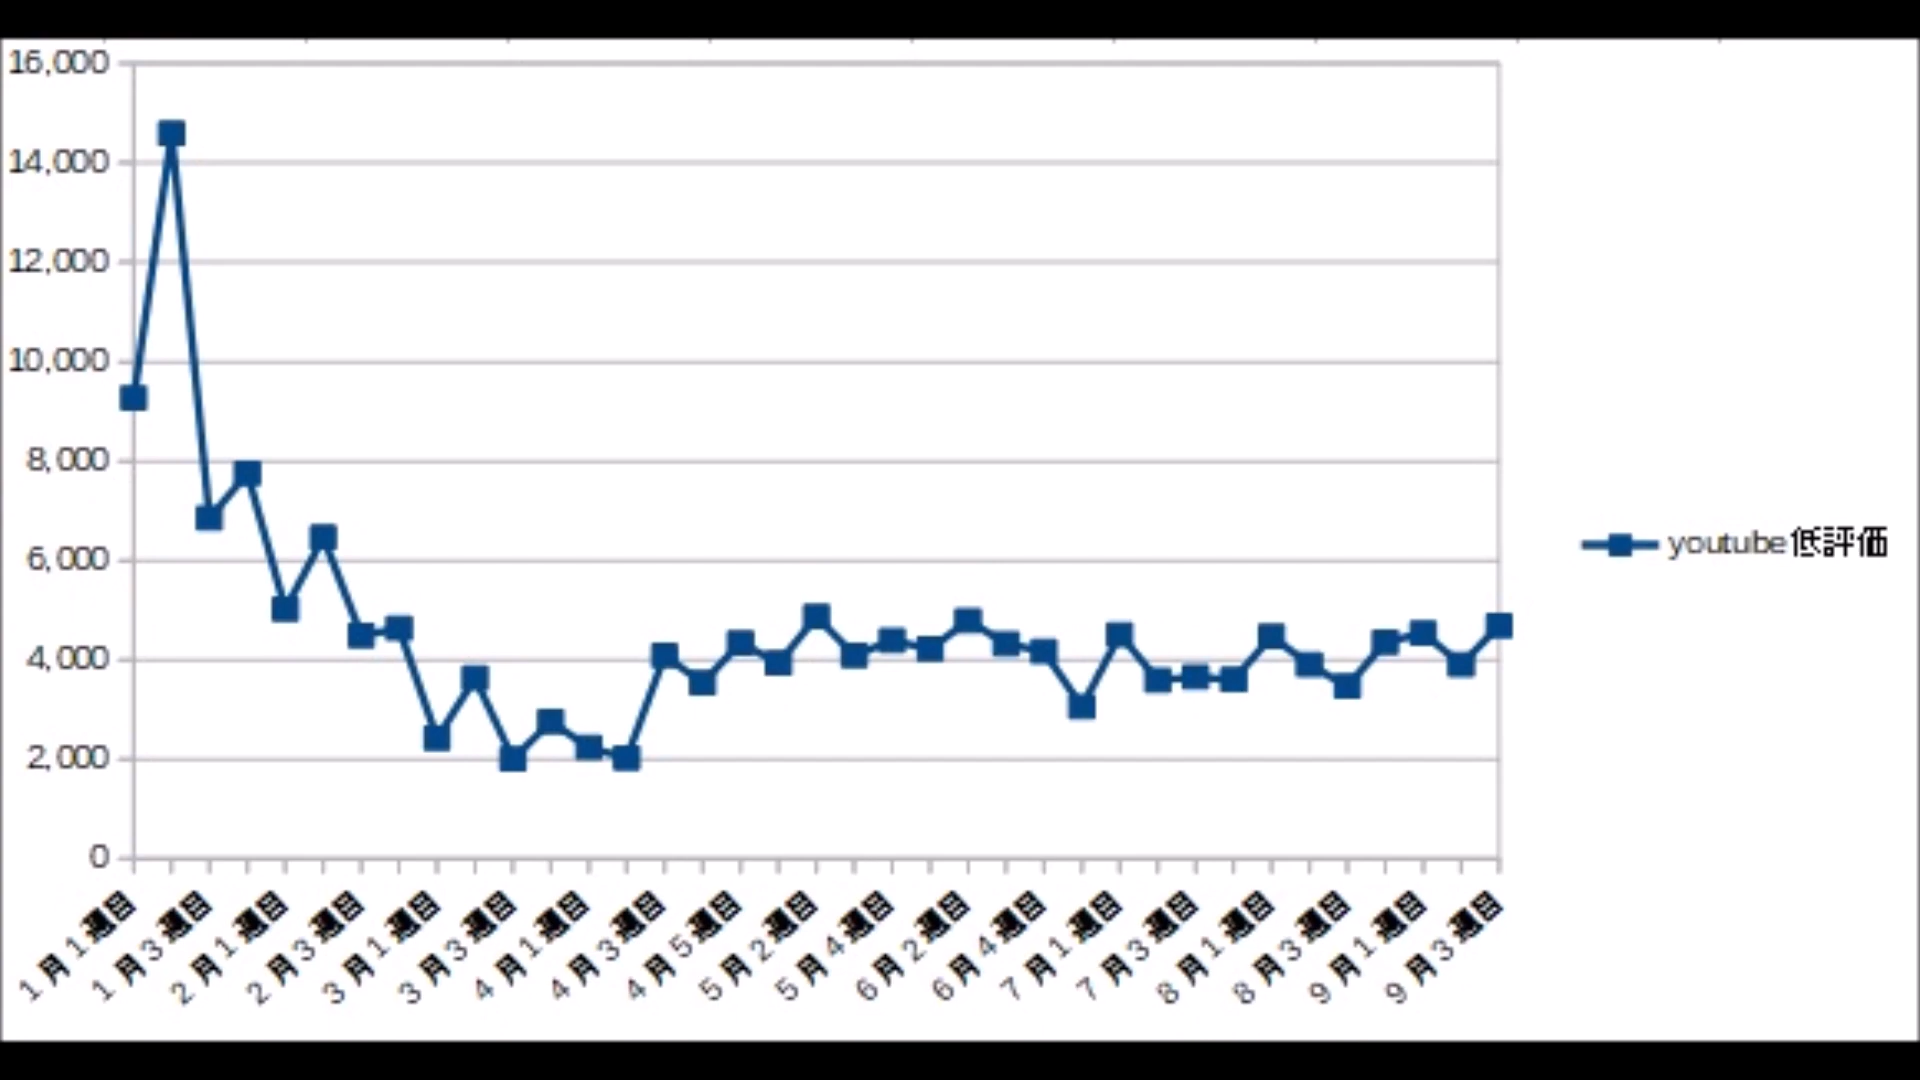 16,000
14,000
12,000
10,000
8,000
6,000
4,000
2,000
0
1月1週目
1月3週目
2月1週目
2月3週目
3月1週目
3月3週目
4月1週目
4月3週目
4月5週目
5月2週目
5月4週目
6月2週目
6月4週目
7月1週目
7月3週目
8月1週目
8月3週目
9月1週目
9月3週目
youtube低評価